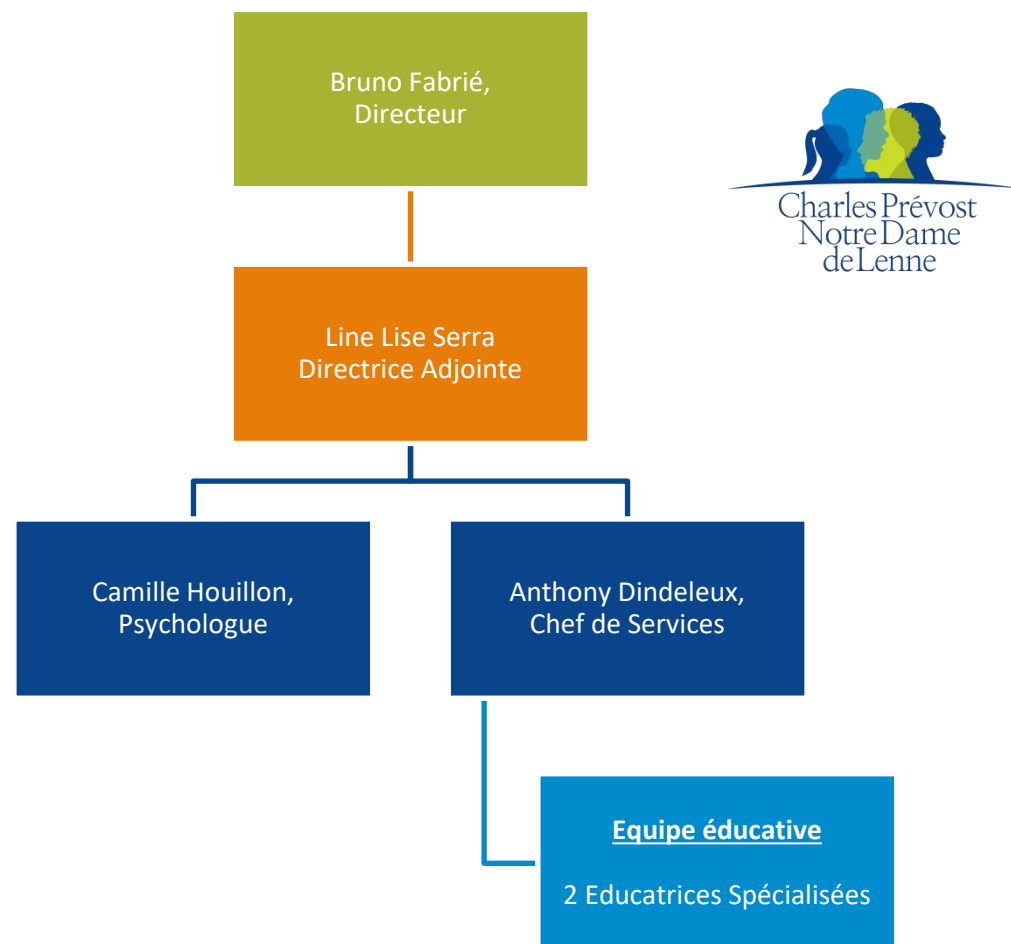 Bruno Fabrié,
Directeur
Charles Prévost
Notre Dame
de Lenne
Line Lise Serra
Directrice Adjointe
Camille Houillon,
Psychologue
Anthony Dindeleux,
Chef de Services
Equipe éducative
2 Educatrices Spécialisées